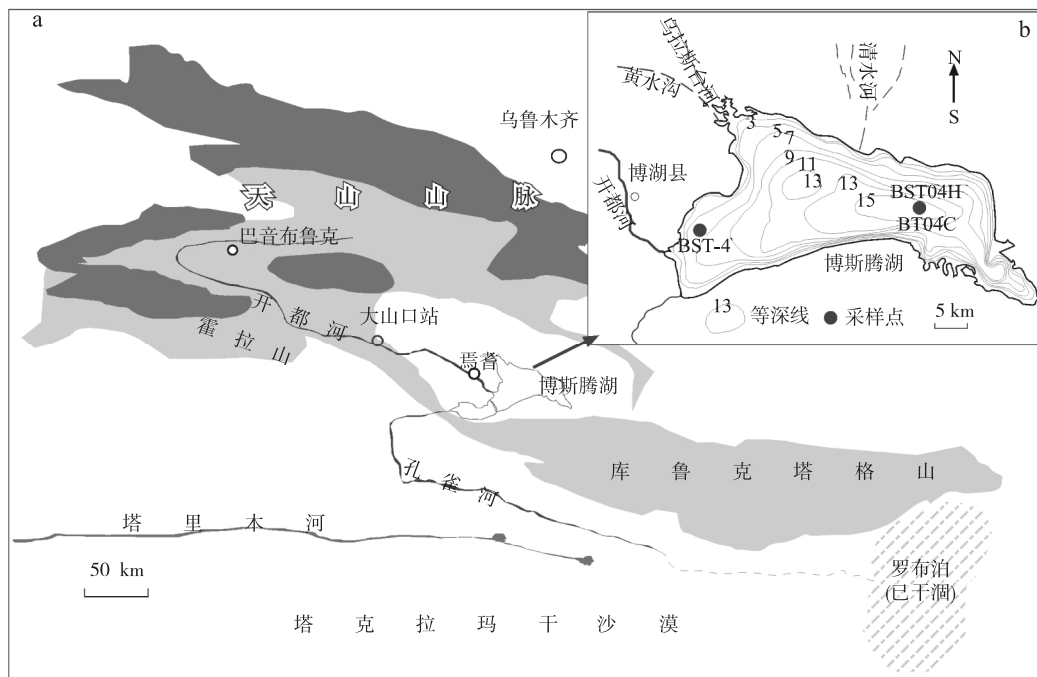 a
乌鲁木齐
天山山脉
巴音布鲁克
开都河
大山口站
霍拉山
焉耆
博斯腾湖
孔雀河
库鲁克塔格山
塔里木河
50 km
罗布泊
(已干涸)
塔克拉玛干沙漠
b
乌拉斯台河
黄水沟
清水河
N
S
3
5
7
9
11
13
13
15
博湖县
开都河
BST04H
BT04C
BST-4
博斯腾湖
13
等深线
采样点
5 km